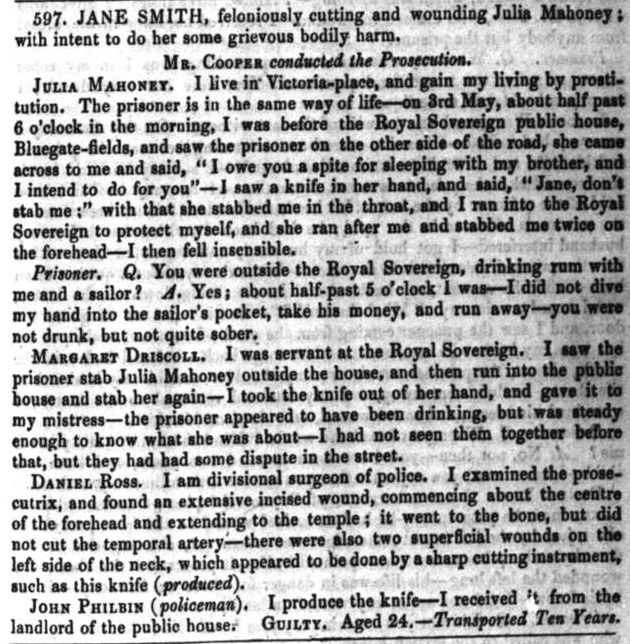 597. JANE SMITH, feloniously cutting and wounding Julia Mahoney;
with intent to do her some grievous bodily harm.
MR. COOPER conducted the Prosecution.
JULIA MAHONEY. I live in Victoria-place, and gain my living by prosti-
tution. The prisoner is in the same way of life—on 3rd May, about half past
6 o'clock in the morning, I was before the Royal Sovereign public house,
Bluegate-fields, and saw the prisoner on the other side of the road, she came
across to me and said, "I owe you a spite for sleeping with my brother, and
I intend to do for you"—I saw a knife in her hand, and said, "Jane, don't
stab me;" with that she stabbed me in the throat, and I ran into the Royal
Sovereign to protect myself, and she ran after me and stabbed me twice on
the forehead—I then fell insensible.
Prisoner. Q. You were outside the Royal Sovereign, drinking rum with
me and a sailor? A. Yes; about half-past 5 o'clock I was—I did not dive
my hand into the sailor's pocket, take his money, and run away—you were
not drunk, but not quite sober.
MARGARET DRISCOLL. I was servant at the Royal Sovereign. I saw the
prisoner stab Julia Mahoney outside the house, and then run into the public
house and stab her again—I took the knife out of her hand, and gave it to
my mistress—the prisoner appeared to have been drinking, but was steady
enough to know what she was about—I had not seen them together before
that, but they had had some dispute in the street.
DANIEL ROSS. I am divisional surgeon of police. I examined the prose-
cutrix, and found an extensive incised wound, commencing about the centre
of the forehead and extending to the temple; it went to the bone, but did
not cut the temporal artery—there were also two superficial wounds on the
left side of the neck, which appeared to be done by a sharp cutting instrument,
such as this knife (produced).
JOHN PHILBIN (policeman). I produce the knife—I received 't from the
landlord of the public house. GUILTY. Aged 24.—Transported Ten Years.